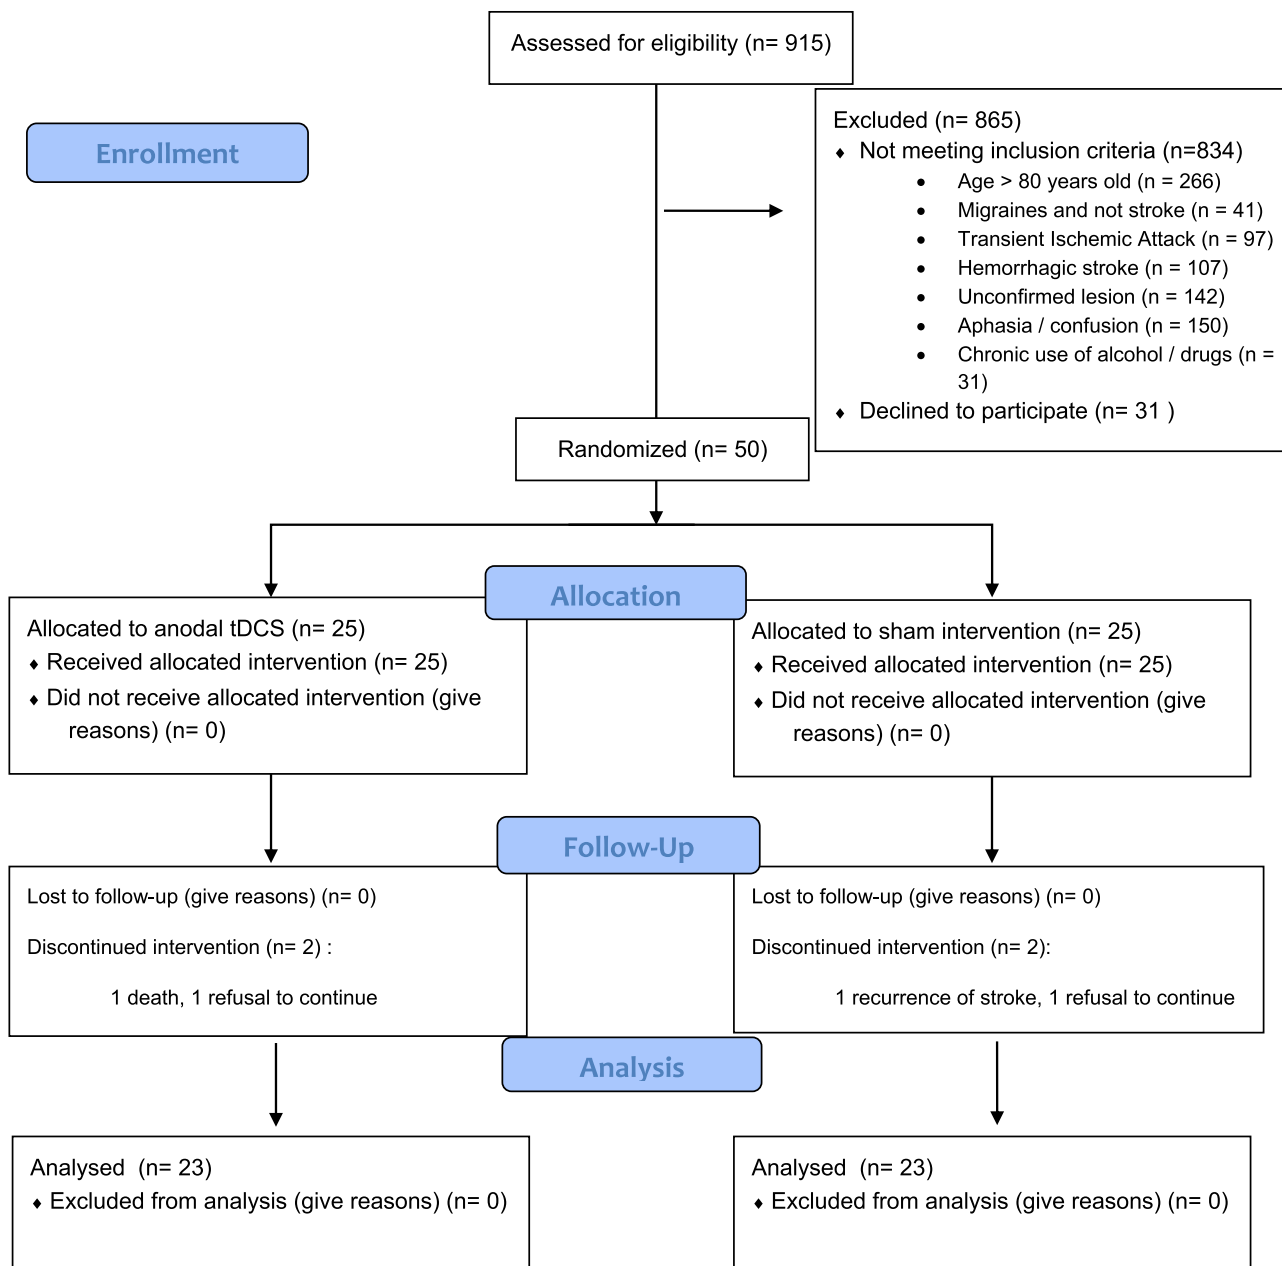 Assessed for eligibility (n= 915)
Enrollment
Excluded (n= 865)
♦ Not meeting inclusion criteria (n=834)
• Age > 80 years old (n = 266)
• Migraines and not stroke (n = 41)
• Transient Ischemic Attack (n = 97)
• Hemorrhagic stroke (n = 107)
• Unconfirmed lesion (n = 142)
• Aphasia / confusion (n = 150)
• Chronic use of alcohol / drugs (n =
31)
♦ Declined to participate (n= 31 )
Randomized (n= 50)
Allocation
Allocated to anodal tDCS (n= 25)
♦ Received allocated intervention (n= 25)
♦ Did not receive allocated intervention (give
reasons) (n= 0)
Allocated to sham intervention (n= 25)
♦ Received allocated intervention (n= 25)
♦ Did not receive allocated intervention (give
reasons) (n= 0)
Follow-Up
Lost to follow-up (give reasons) (n= 0)
Discontinued intervention (n= 2) :
1 death, 1 refusal to continue
Lost to follow-up (give reasons) (n= 0)
Discontinued intervention (n= 2):
1 recurrence of stroke, 1 refusal to continue
Analysis
Analysed  (n= 23)
♦ Excluded from analysis (give reasons) (n= 0)
Analysed  (n= 23)
♦ Excluded from analysis (give reasons) (n= 0)